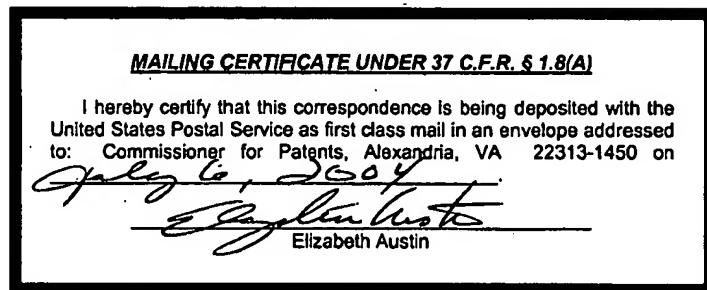 MAILING CERTIFICATE UNDER 37 C.F.R. § 1.8(A)
I hereby certify that this correspondence is being deposited with the
United States Postal Service as first class mail in an envelope addressed
to: Commissioner for Patents, Alexandria, VA 22313-1450 on
July 6, 2004.
Elizabeth Austin
Elizabeth Austin